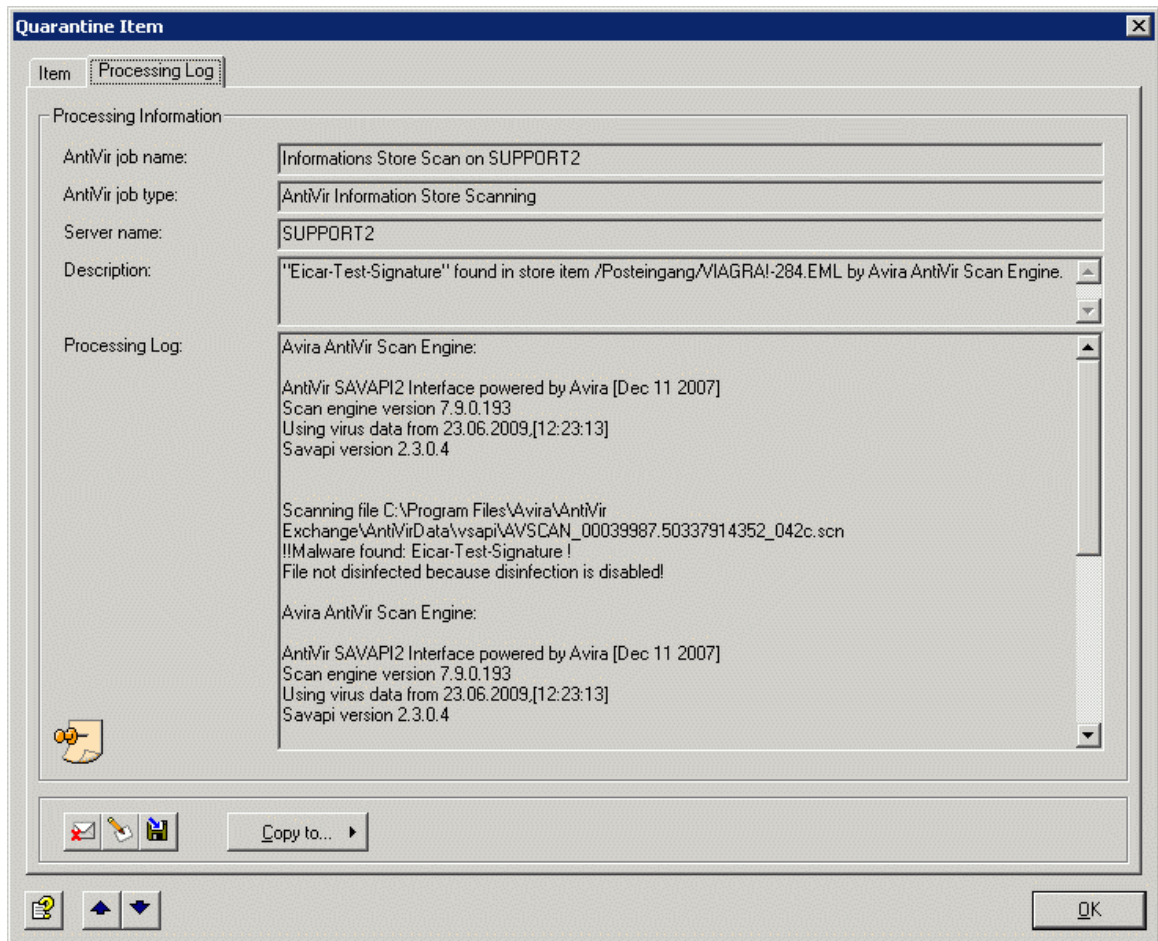 Quarantine Item
Item
Processing Log
Processing Information
AntiVir job name:
Informations Store Scan on SUPPORT2
AntiVir job type:
AntiVir Information Store Scanning
Server name:
SUPPORT2
Description:
"Eicar-Test-Signature" found in store item /Posteingang/VIAGRA!-284.EML by Avira AntiVir Scan Engine.
Processing Log:
Avira AntiVir Scan Engine:
AntiVir SAVAPI2 Interface powered by Avira [Dec 11 2007]
Scan engine version 7.9.0.193
Using virus data from 23.06.2009,[12:23:13]
Savapi version 2.3.0.4
Scanning file C:\Program Files\Avira\AntiVir
Exchange\AntiVirData\vsapi\AVSCAN_00039987.50337914352_042c.scn
!!Malware found: Eicar-Test-Signature !
File not disinfected because disinfection is disabled!
Avira AntiVir Scan Engine:
AntiVir SAVAPI2 Interface powered by Avira [Dec 11 2007]
Scan engine version 7.9.0.193
Using virus data from 23.06.2009,[12:23:13]
Savapi version 2.3.0.4
Copy to...
OK